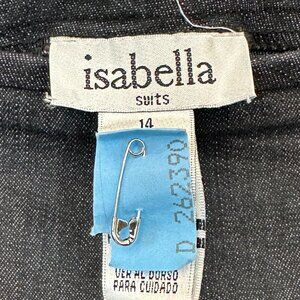 isabella
suits
14
D 262390
VER AL DORSO
PARA CUIDADO